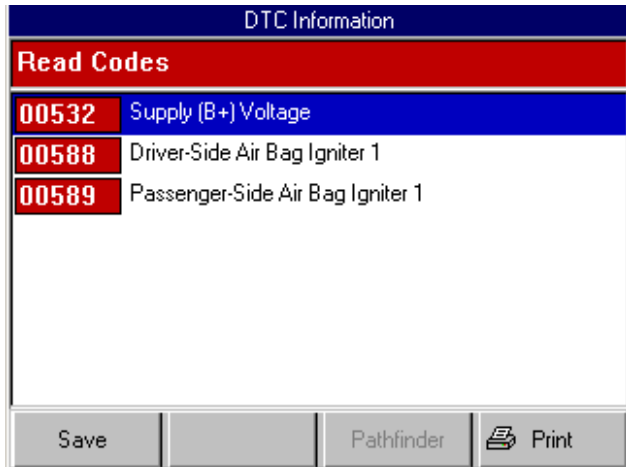 DTC Information
Read Codes
00532 Supply (B+) Voltage
00588 Driver-Side Air Bag Igniter 1
00589 Passenger-Side Air Bag Igniter 1
Save Pathfinder Print